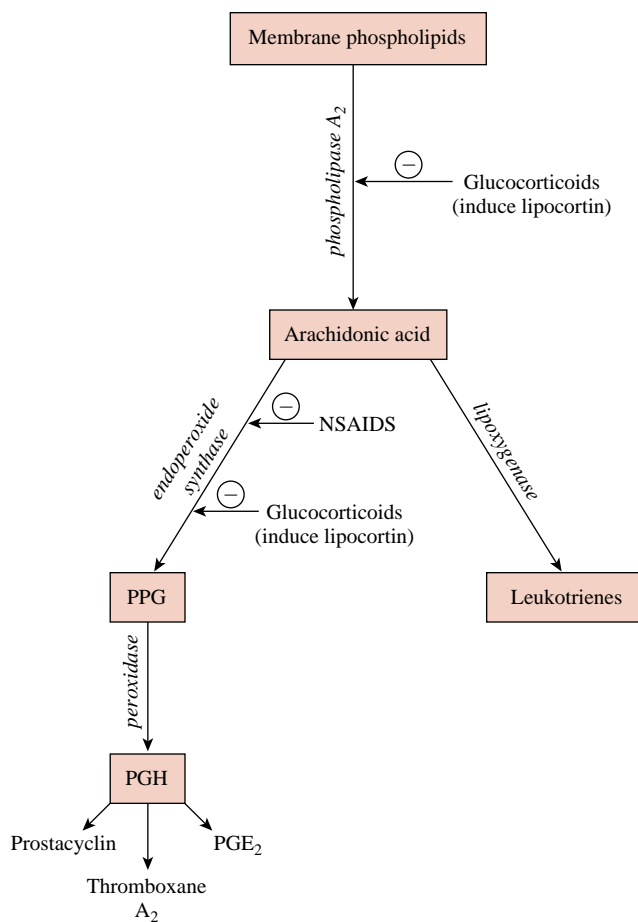 Membrane phospholipids
phospholipase A₂
−
Glucocorticoids
(induce lipocortin)
Arachidonic acid
endoperoxide
synthase
−
NSAIDS
lipoxygenase
−
Glucocorticoids
(induce lipocortin)
PPG
Leukotrienes
peroxidase
PGH
Prostacyclin
PGE₂
Thromboxane
A₂